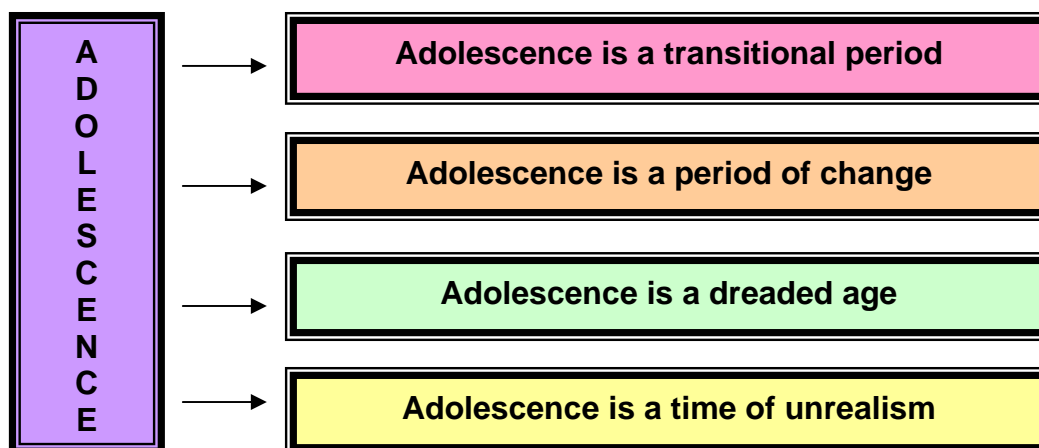 A
D
O
L
E
S
C
E
N
C
E
Adolescence is a transitional period
Adolescence is a period of change
Adolescence is a dreaded age
Adolescence is a time of unrealism